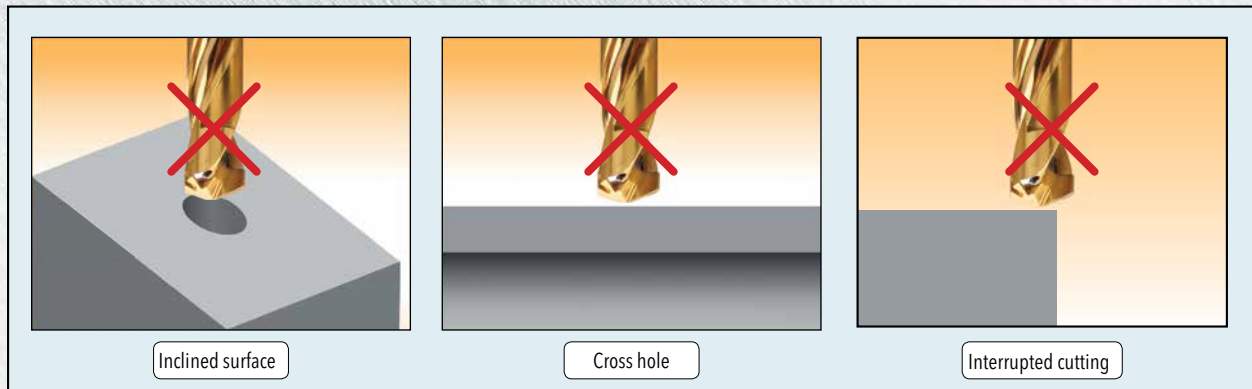 Inclined surface
Cross hole
Interrupted cutting